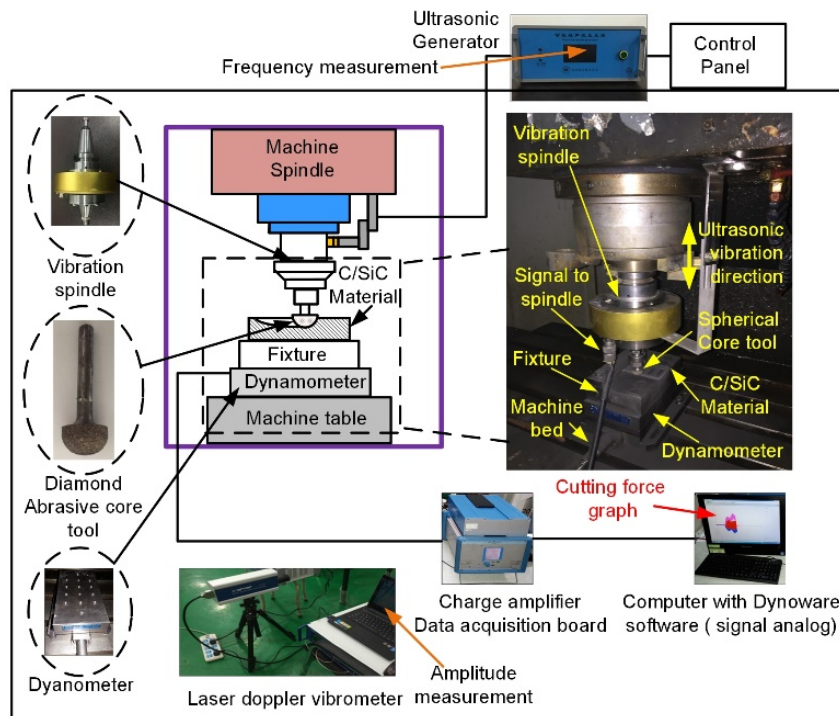 Ultrasonic
Generator
Frequency measurement
Control
Panel
Machine
Spindle
Vibration
spindle
C/SiC
Material
Fixture
Dynamometer
Machine table
Diamond
Abrasive core
tool
Dyanometer
Vibration
spindle
Ultrasonic
vibration
direction
Signal to
spindle
Spherical
Core tool
Fixture
C/SiC
Material
Machine
bed
Dynamometer
Cutting force
graph
Charge amplifier
Data acquisition board
Computer with Dynoware
software ( signal analog)
Laser doppler vibrometer
Amplitude
measurement